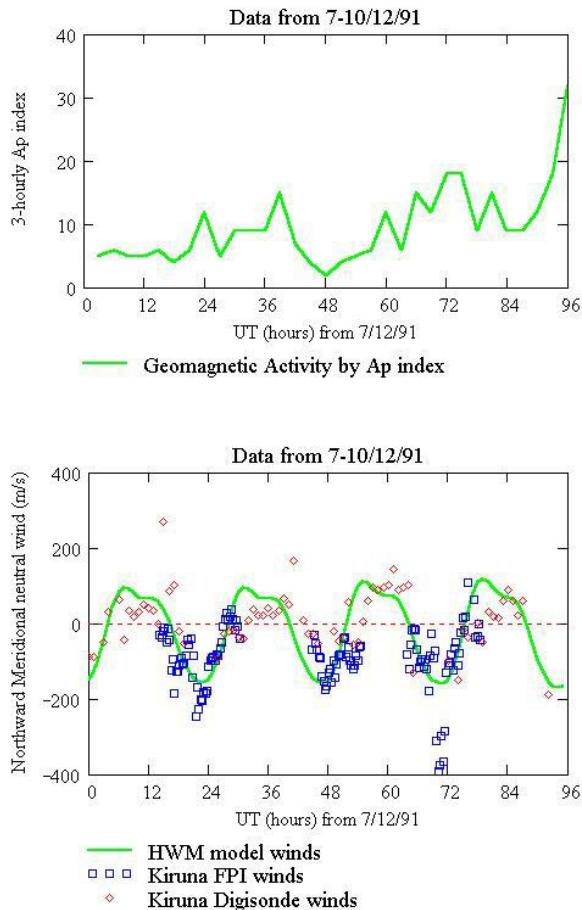 Data from 7-10/12/91
3-hourly Ap index
40
30
20
10
0
0 12 24 36 48 60 72 84 96
UT (hours) from 7/12/91
Geomagnetic Activity by Ap index
Data from 7-10/12/91
Northward Meridional neutral wind (m/s)
400
200
0
-200
-400
0 12 24 36 48 60 72 84 96
UT (hours) from 7/12/91
HWM model winds
Kiruna FPI winds
Kiruna Digisonde winds